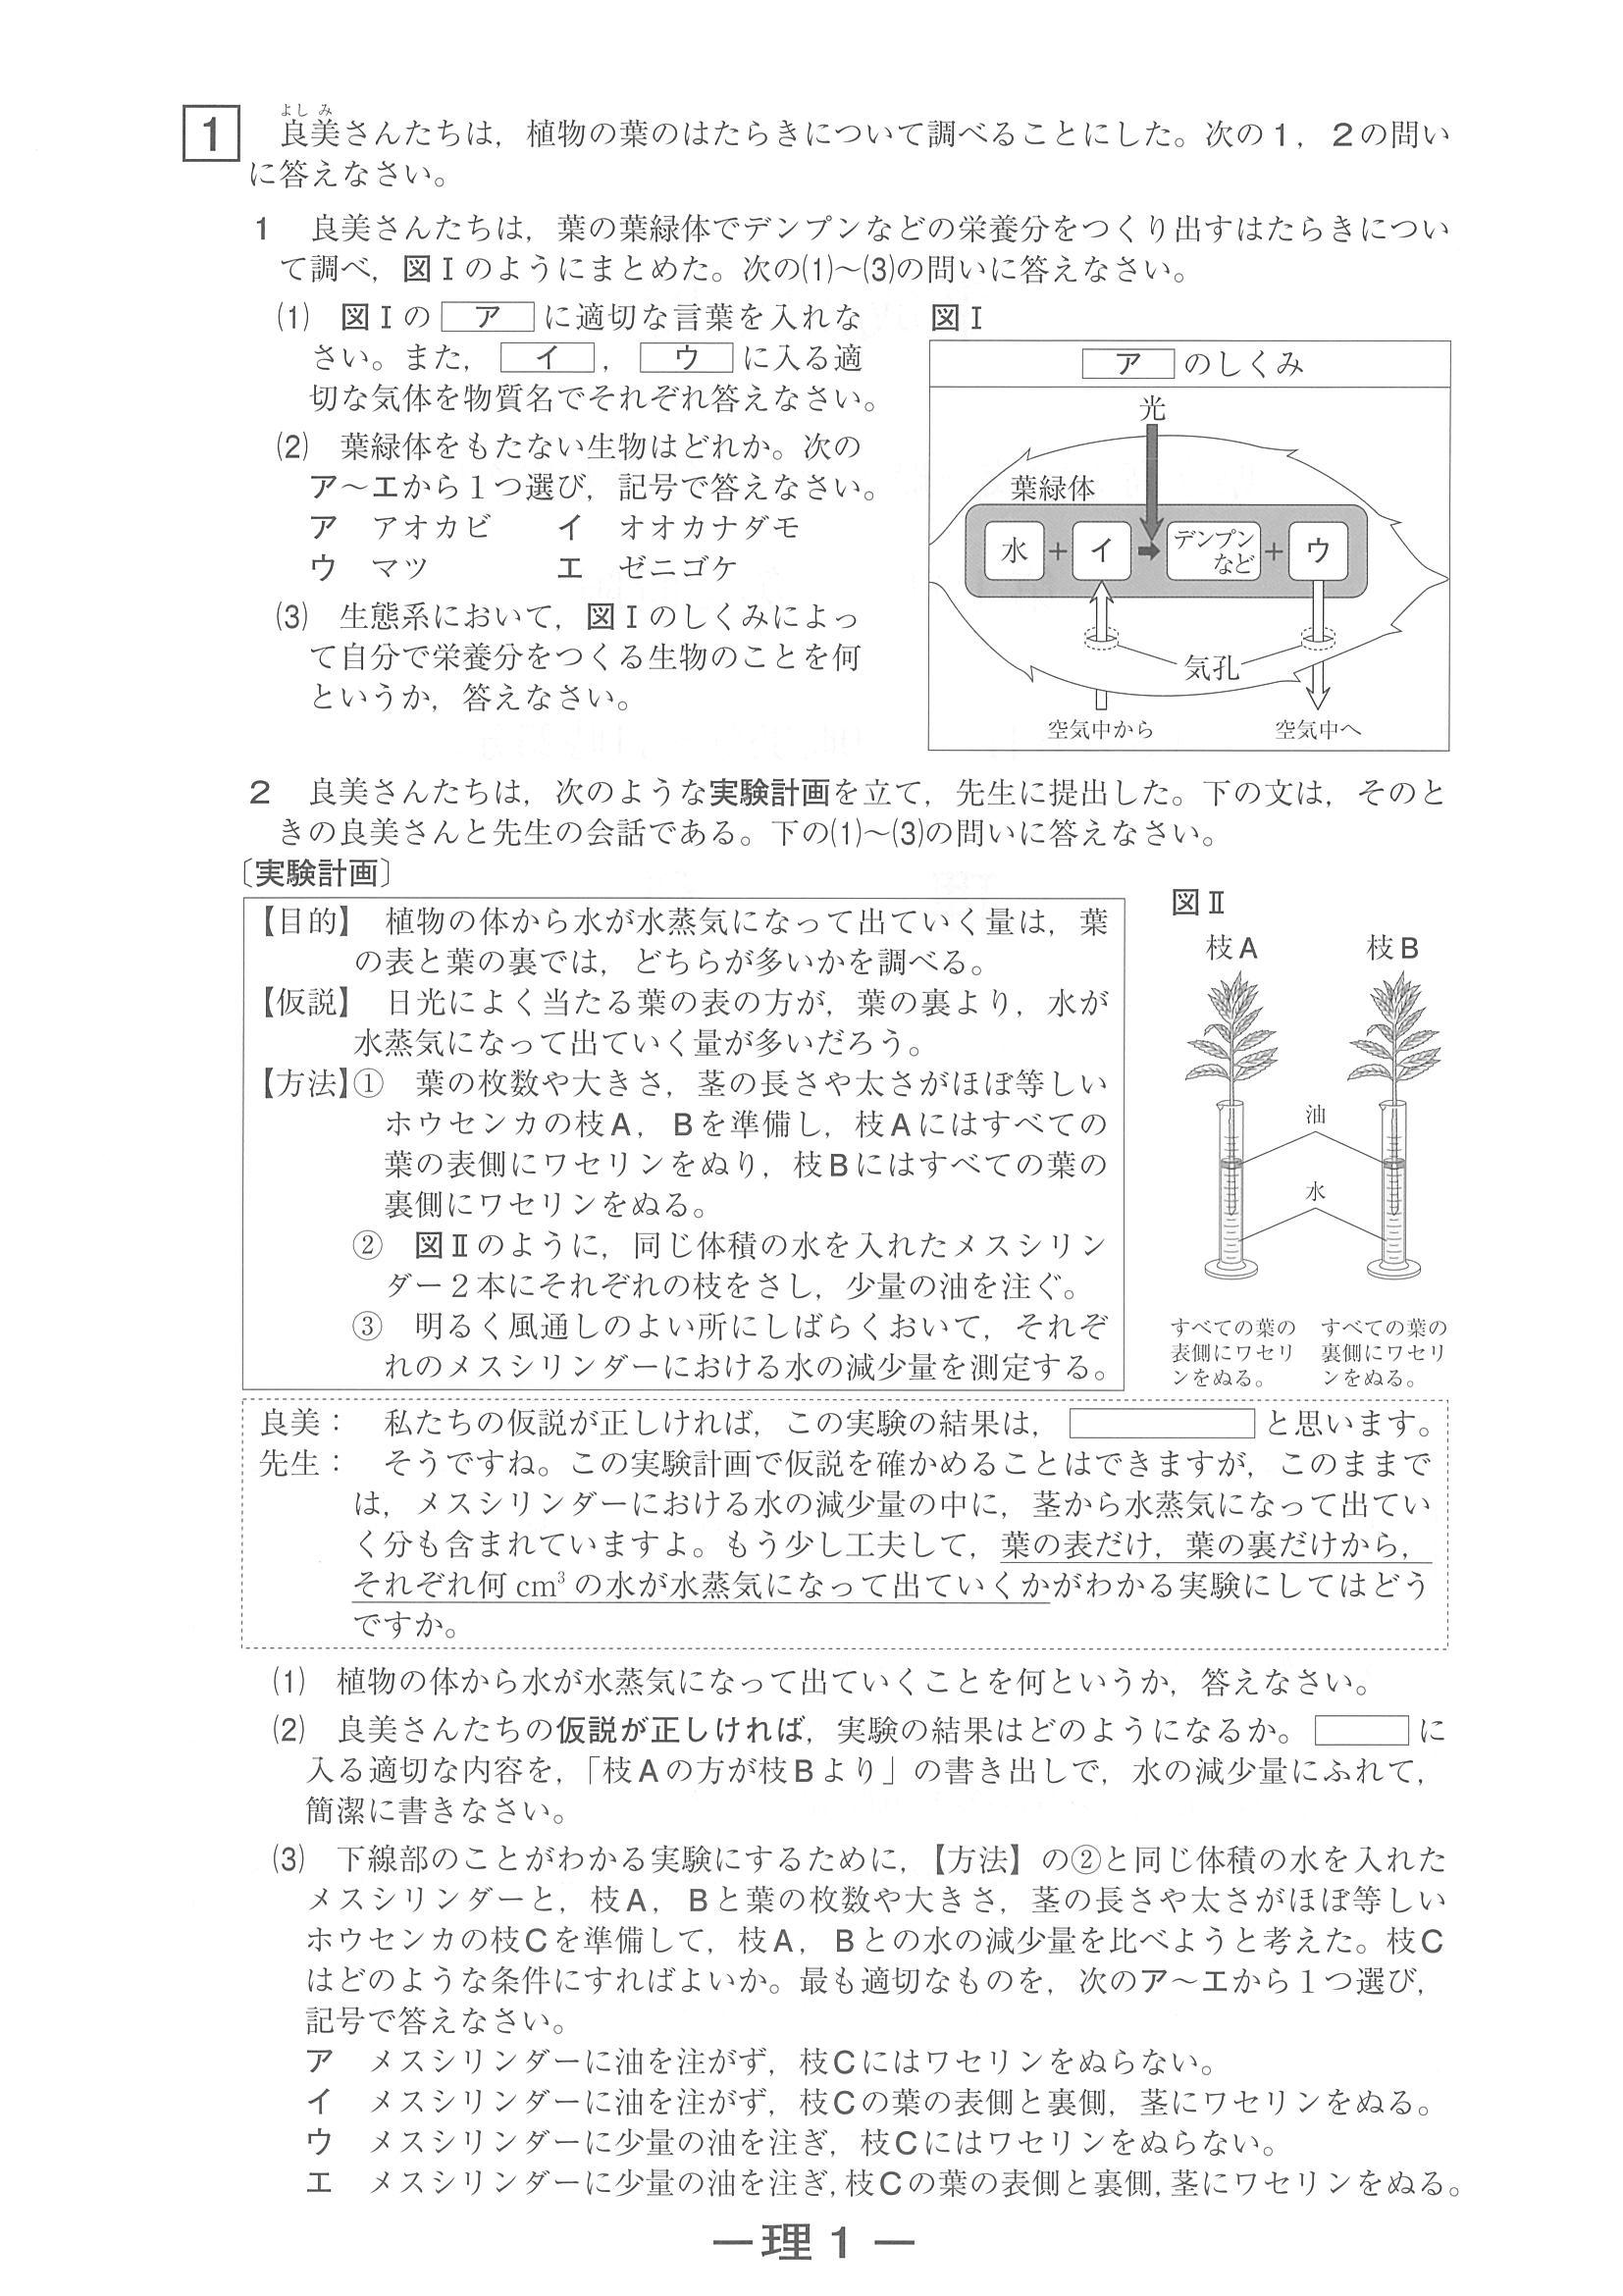 1
よしみ
良美さんたちは，植物の葉のはたらきについて調べることにした。次の1，2の問い
に答えなさい。
1　良美さんたちは，葉の葉緑体でデンプンなどの栄養分をつくり出すはたらきについ
て調べ，図Ⅰのようにまとめた。次の(1)～(3)の問いに答えなさい。
(1)　図Ⅰの ア に適切な言葉を入れな
さい。また， イ ， ウ に入る適
切な気体を物質名でそれぞれ答えなさい。
(2)　葉緑体をもたない生物はどれか。次の
ア～エから1つ選び，記号で答えなさい。
ア　アオカビ　　イ　オオカナダモ
ウ　マツ　　　　エ　ゼニゴケ
(3)　生態系において，図Ⅰのしくみによっ
て自分で栄養分をつくる生物のことを何
というか，答えなさい。
図Ⅰ
ア のしくみ
光
葉緑体
水 ＋ イ デンプンなど ＋ ウ
気孔
空気中から　空気中へ
2　良美さんたちは，次のような実験計画を立て，先生に提出した。下の文は，そのと
きの良美さんと先生の会話である。下の(1)～(3)の問いに答えなさい。
〔実験計画〕
【目的】　植物の体から水が水蒸気になって出ていく量は，葉
の表と葉の裏では，どちらが多いかを調べる。
【仮説】　日光によく当たる葉の表の方が，葉の裏より，水が
水蒸気になって出ていく量が多いだろう。
【方法】①　葉の枚数や大きさ，茎の長さや太さがほぼ等しい
ホウセンカの枝A，Bを準備し，枝Aにはすべての
葉の表側にワセリンをぬり，枝Bにはすべての葉の
裏側にワセリンをぬる。
②　図Ⅱのように，同じ体積の水を入れたメスシリン
ダー2本にそれぞれの枝をさし，少量の油を注ぐ。
③　明るく風通しのよい所にしばらくおいて，それぞ
れのメスシリンダーにおける水の減少量を測定する。
図Ⅱ
枝A　枝B
油
水
すべての葉の　すべての葉の
表側にワセリ　裏側にワセリ
ンをぬる。　ンをぬる。
良美：　私たちの仮説が正しければ，この実験の結果は，　　　　　と思います。
先生：　そうですね。この実験計画で仮説を確かめることはできますが，このままで
は，メスシリンダーにおける水の減少量の中に，茎から水蒸気になって出てい
く分も含まれていますよ。もう少し工夫して，葉の表だけ，葉の裏だけから，
それぞれ何cm³の水が水蒸気になって出ていくかがわかる実験にしてはどう
ですか。
(1)　植物の体から水が水蒸気になって出ていくことを何というか，答えなさい。
(2)　良美さんたちの仮説が正しければ，実験の結果はどのようになるか。　　　に
入る適切な内容を，「枝Aの方が枝Bより」の書き出しで，水の減少量にふれて，
簡潔に書きなさい。
(3)　下線部のことがわかる実験にするために，【方法】の②と同じ体積の水を入れた
メスシリンダーと，枝A，Bと葉の枚数や大きさ，茎の長さや太さがほぼ等しい
ホウセンカの枝Cを準備して，枝A，Bとの水の減少量を比べようと考えた。枝C
はどのような条件にすればよいか。最も適切なものを，次のア～エから1つ選び，
記号で答えなさい。
ア　メスシリンダーに油を注がず，枝Cにはワセリンをぬらない。
イ　メスシリンダーに油を注がず，枝Cの葉の表側と裏側，茎にワセリンをぬる。
ウ　メスシリンダーに少量の油を注ぎ，枝Cにはワセリンをぬらない。
エ　メスシリンダーに少量の油を注ぎ，枝Cの葉の表側と裏側，茎にワセリンをぬる。
―理1―